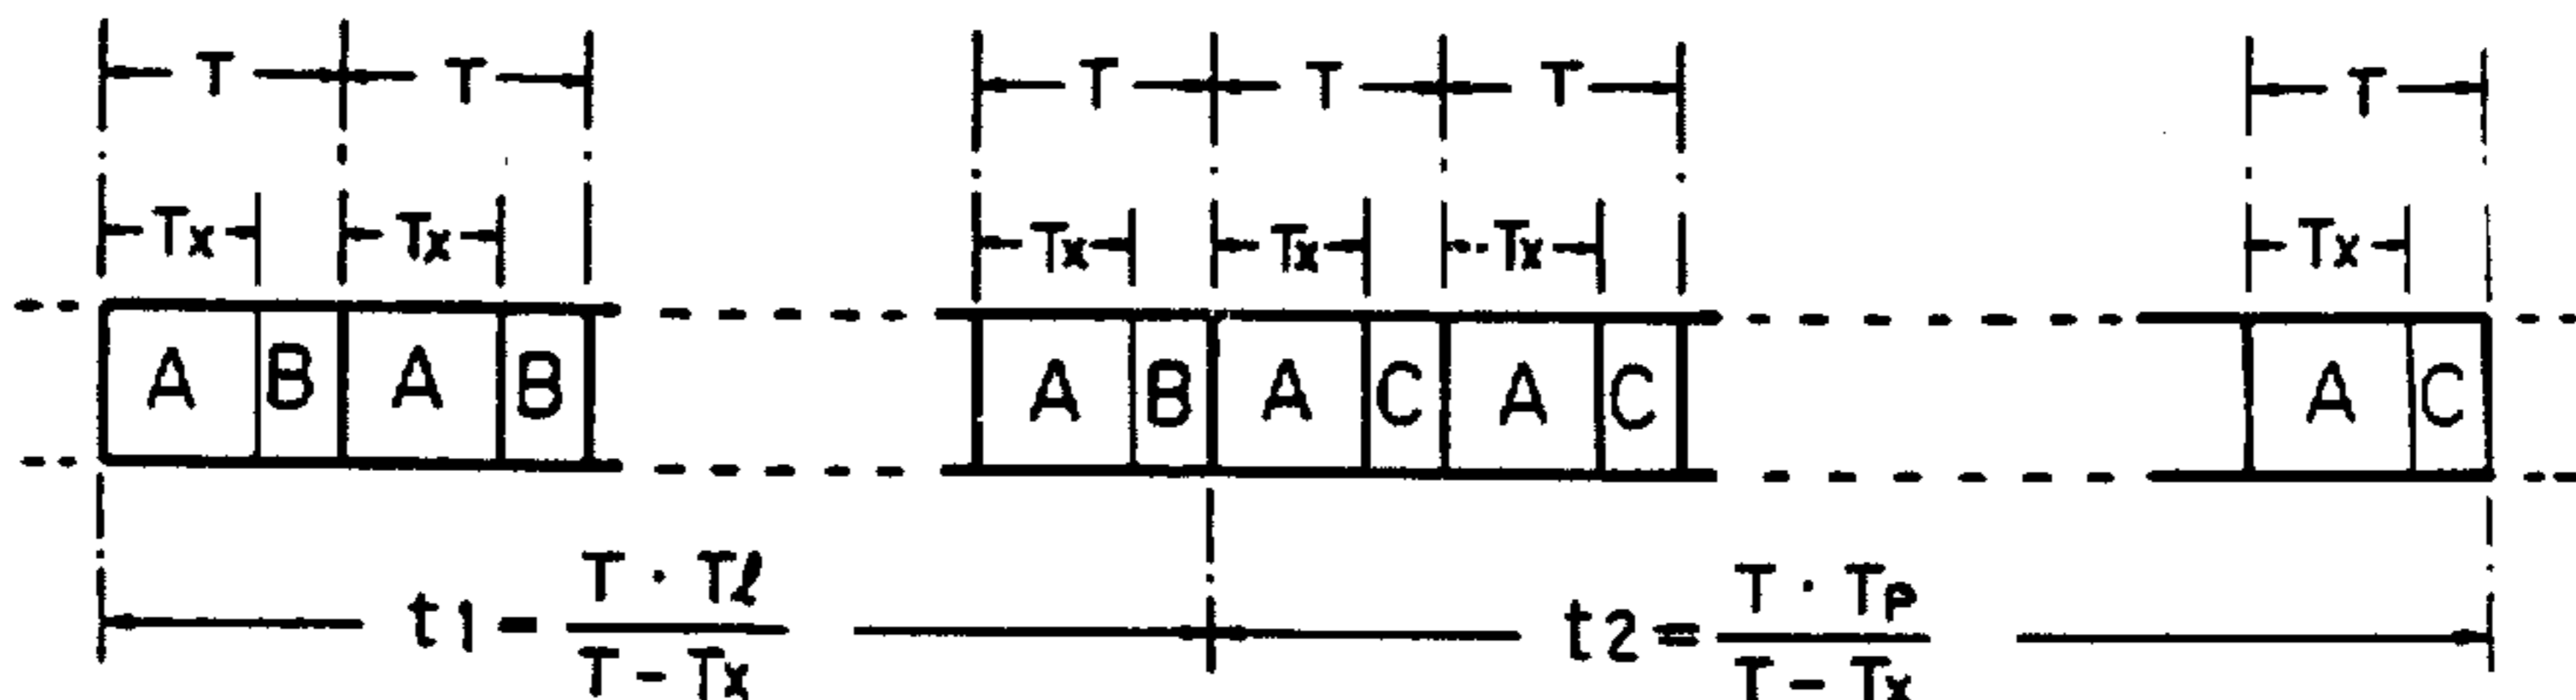 T T T T T T
Tx Tx Tx Tx Tx Tx
A B A B A B A C A C A C
t1 = T · Tℓ / T - Tx
t2 = T · Tp / T - Tx